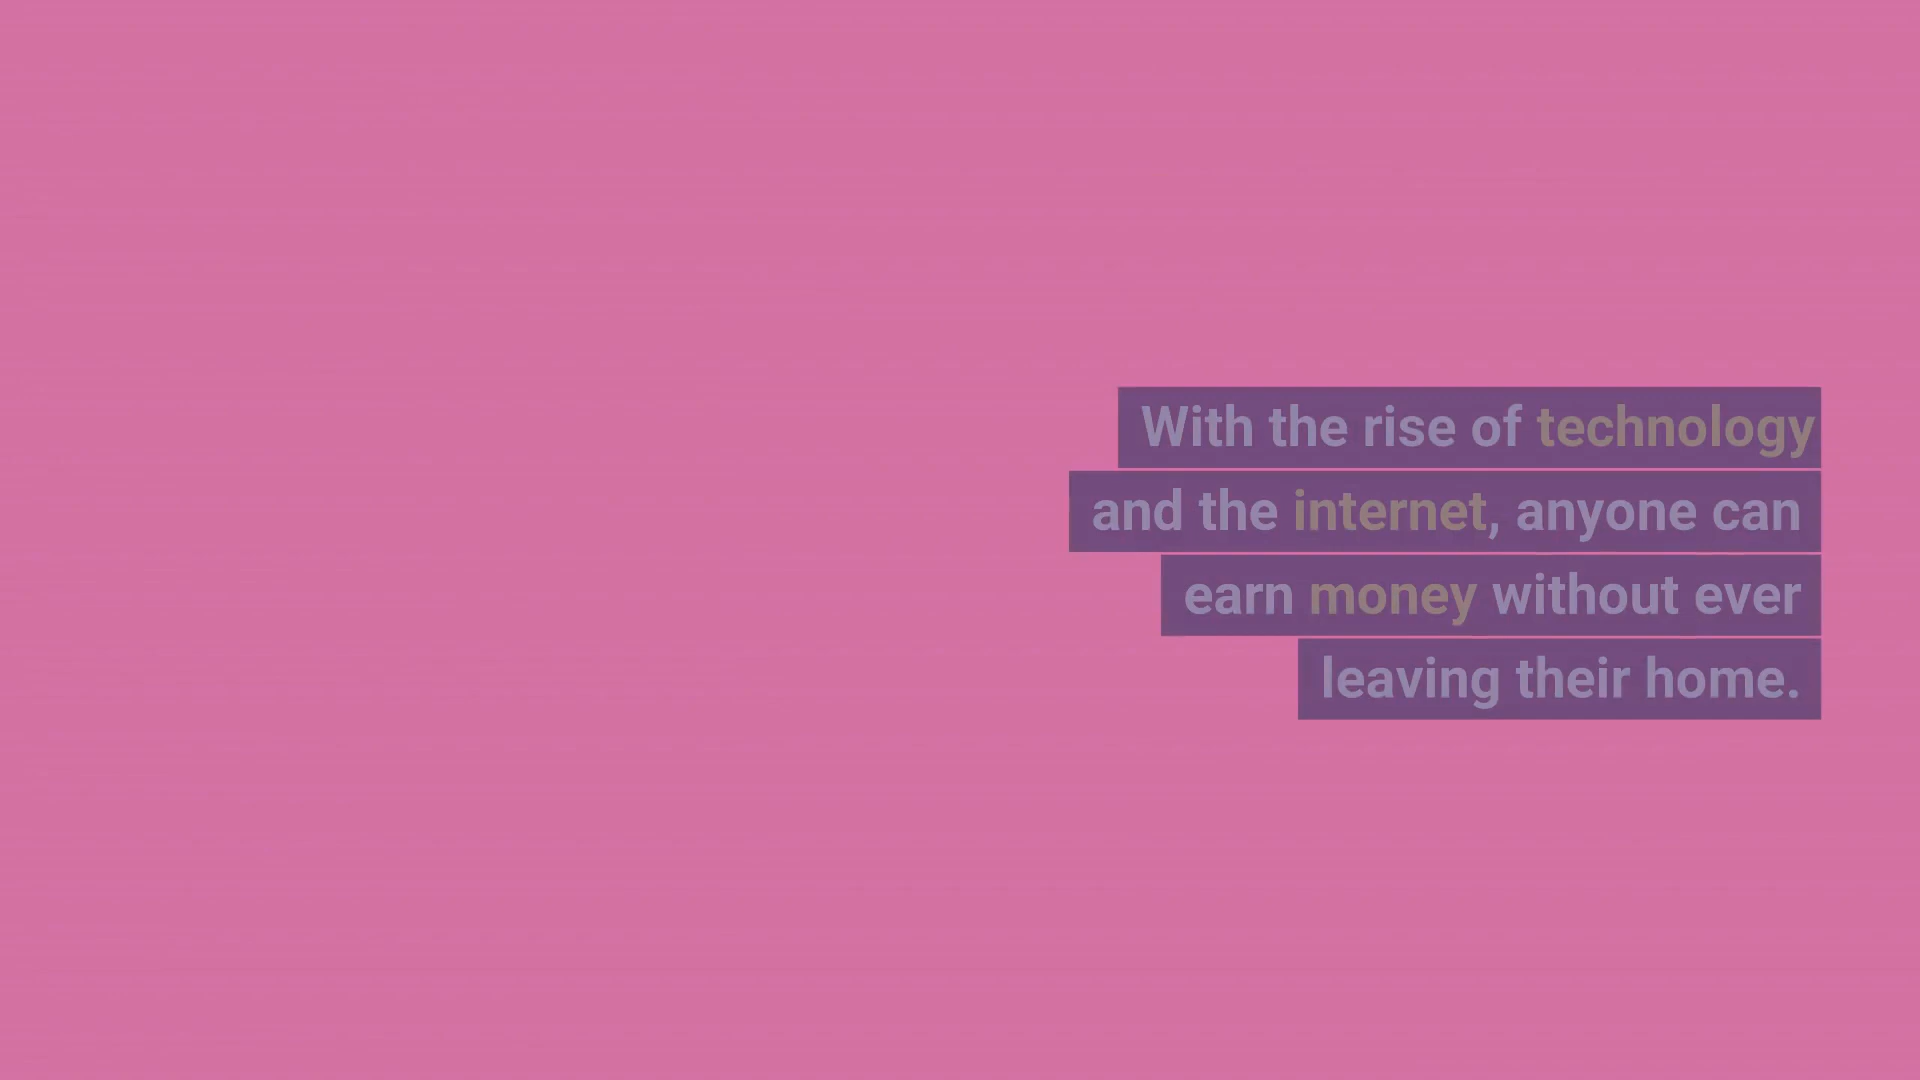 With the rise of technology
and the internet, anyone can
earn money without ever
leaving their home.